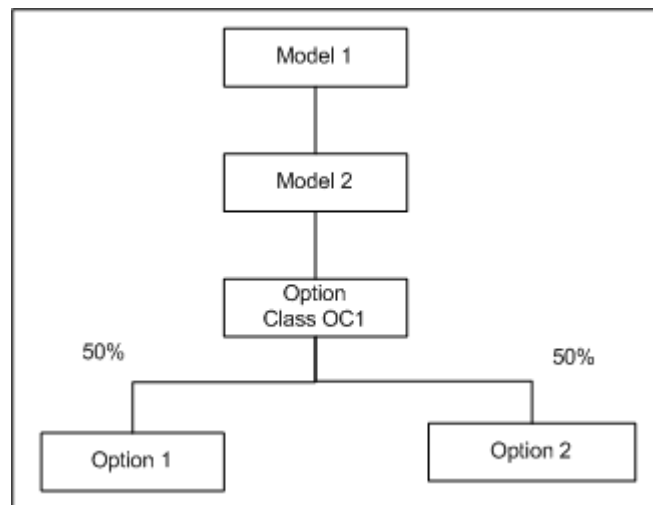 Model 1
Model 2
Option
Class OC1
50%
50%
Option 1
Option 2